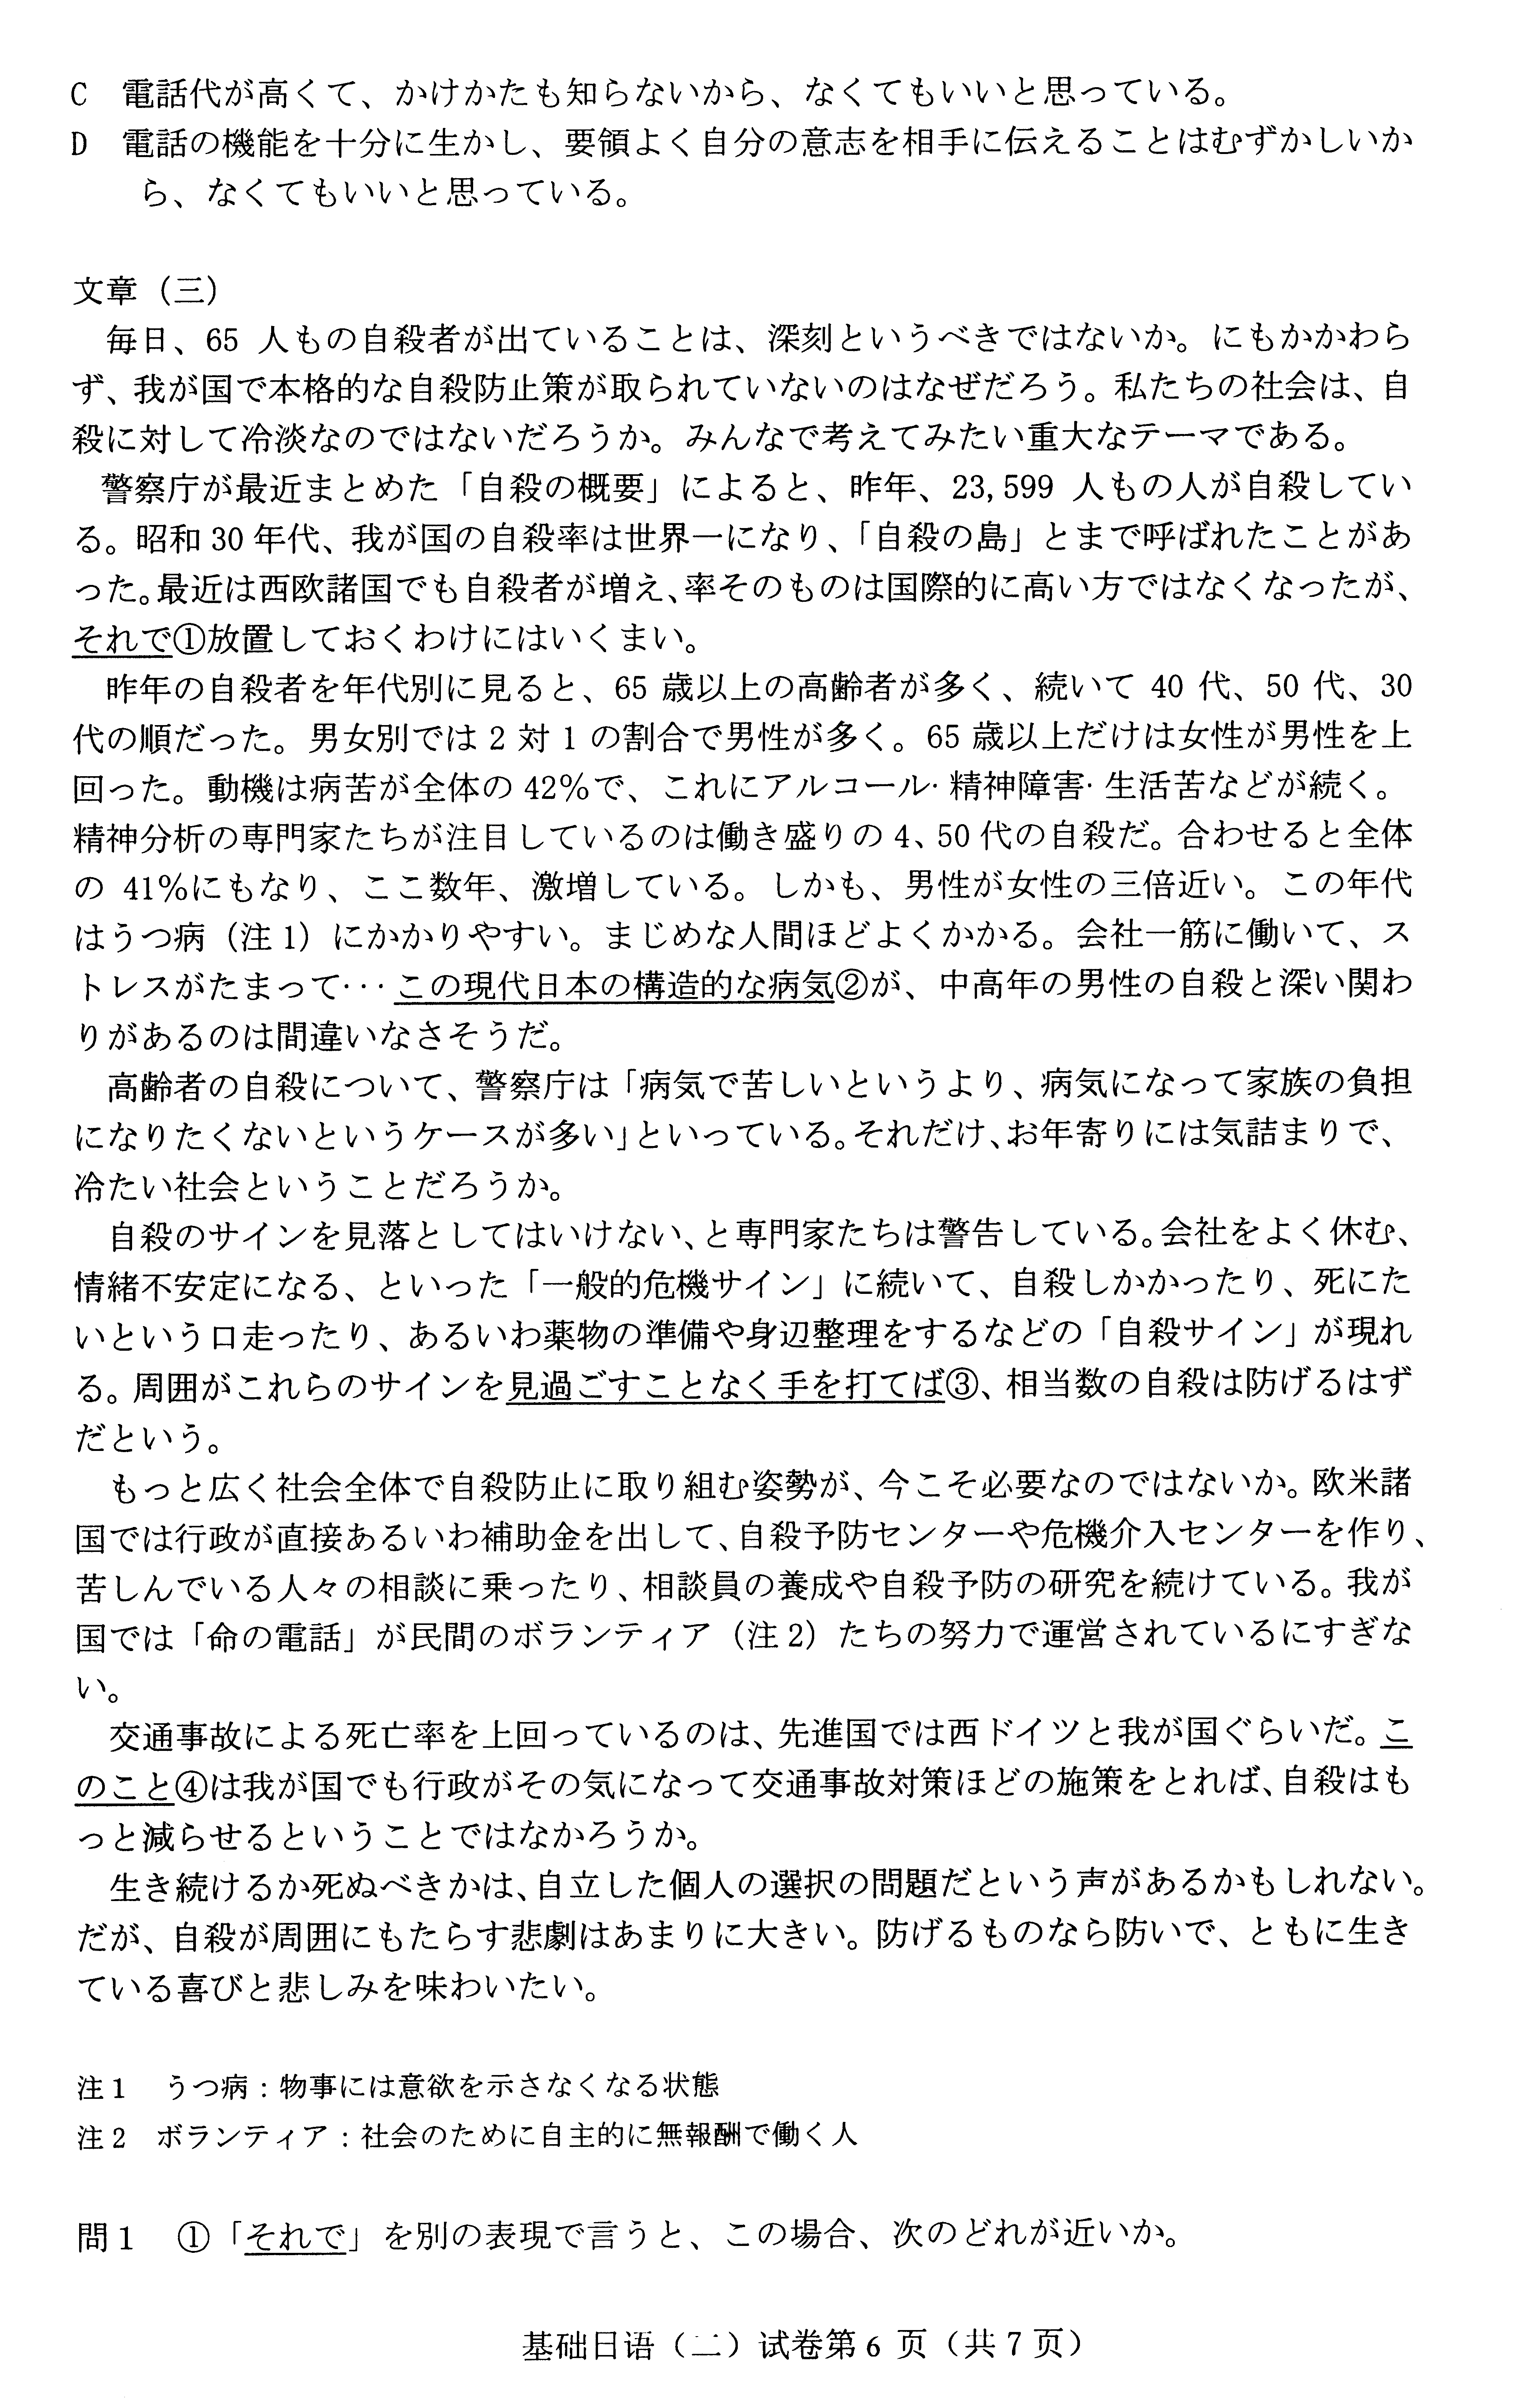 C　電話代が高くて、かけかたも知らないから、なくてもいいと思っている。
D　電話の機能を十分に生かし、要領よく自分の意志を相手に伝えることはむずかしいか
ら、なくてもいいと思っている。
文章（三）
毎日、65 人もの自殺者が出ていることは、深刻というべきではないか。にもかかわら
ず、我が国で本格的な自殺防止策が取られていないのはなぜだろう。私たちの社会は、自
殺に対して冷淡なのではないだろうか。みんなで考えてみたい重大なテーマである。
警察庁が最近まとめた「自殺の概要」によると、昨年、23,599 人もの人が自殺してい
る。昭和 30 年代、我が国の自殺率は世界一になり、「自殺の島」とまで呼ばれたことがあ
った。最近は西欧諸国でも自殺者が増え、率そのものは国際的に高い方ではなくなったが、
それで①放置しておくわけにはいくまい。
昨年の自殺者を年代別に見ると、65 歳以上の高齢者が多く、続いて 40 代、50 代、30
代の順だった。男女別では 2 対 1 の割合で男性が多く。65 歳以上だけは女性が男性を上
回った。動機は病苦が全体の 42％で、これにアルコール·精神障害·生活苦などが続く。
精神分析の専門家たちが注目しているのは働き盛りの 4、50 代の自殺だ。合わせると全体
の 41％にもなり、ここ数年、激増している。しかも、男性が女性の三倍近い。この年代
はうつ病（注 1）にかかりやすい。まじめな人間ほどよくかかる。会社一筋に働いて、ス
トレスがたまって···この現代日本の構造的な病気②が、中高年の男性の自殺と深い関わ
りがあるのは間違いなさそうだ。
高齢者の自殺について、警察庁は「病気で苦しいというより、病気になって家族の負担
になりたくないというケースが多い」といっている。それだけ、お年寄りには気詰まりで、
冷たい社会ということだろうか。
自殺のサインを見落としてはいけない、と専門家たちは警告している。会社をよく休む、
情緒不安定になる、といった「一般的危機サイン」に続いて、自殺しかかったり、死にた
いという口走ったり、あるいわ薬物の準備や身辺整理をするなどの「自殺サイン」が現れ
る。周囲がこれらのサインを見過ごすことなく手を打てば③、相当数の自殺は防げるはず
だという。
もっと広く社会全体で自殺防止に取り組む姿勢が、今こそ必要なのではないか。欧米諸
国では行政が直接あるいわ補助金を出して、自殺予防センターや危機介入センターを作り、
苦しんでいる人々の相談に乗ったり、相談員の養成や自殺予防の研究を続けている。我が
国では「命の電話」が民間のボランティア（注 2）たちの努力で運営されているにすぎな
い。
交通事故による死亡率を上回っているのは、先進国では西ドイツと我が国ぐらいだ。こ
のこと④は我が国でも行政がその気になって交通事故対策ほどの施策をとれば、自殺はも
っと減らせるということではなかろうか。
生き続けるか死ぬべきかは、自立した個人の選択の問題だという声があるかもしれない。
だが、自殺が周囲にもたらす悲劇はあまりに大きい。防げるものなら防いで、ともに生き
ている喜びと悲しみを味わいたい。
注 1　うつ病：物事には意欲を示さなくなる状態
注 2　ボランティア：社会のために自主的に無報酬で働く人
問 1　①「それで」を別の表現で言うと、この場合、次のどれが近いか。
基础日语（二）试卷第 6 页（共 7 页）